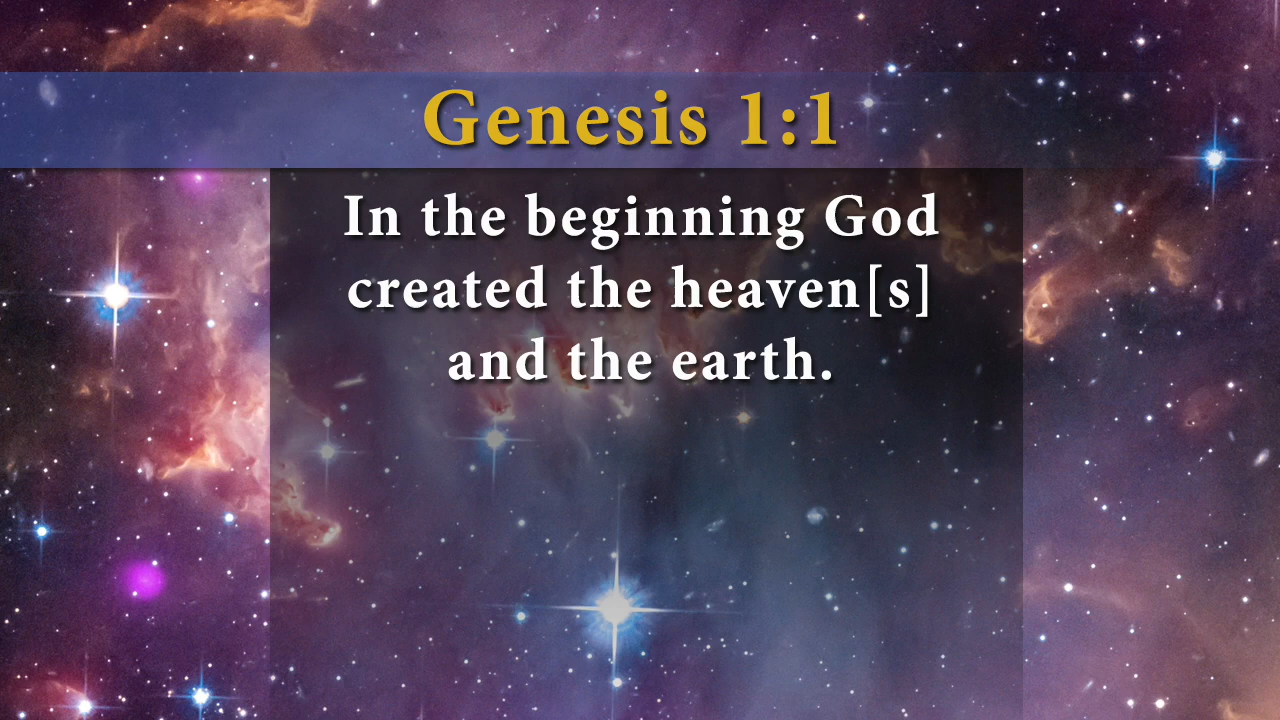 Genesis 1:1
In the beginning God
created the heaven[s]
and the earth.